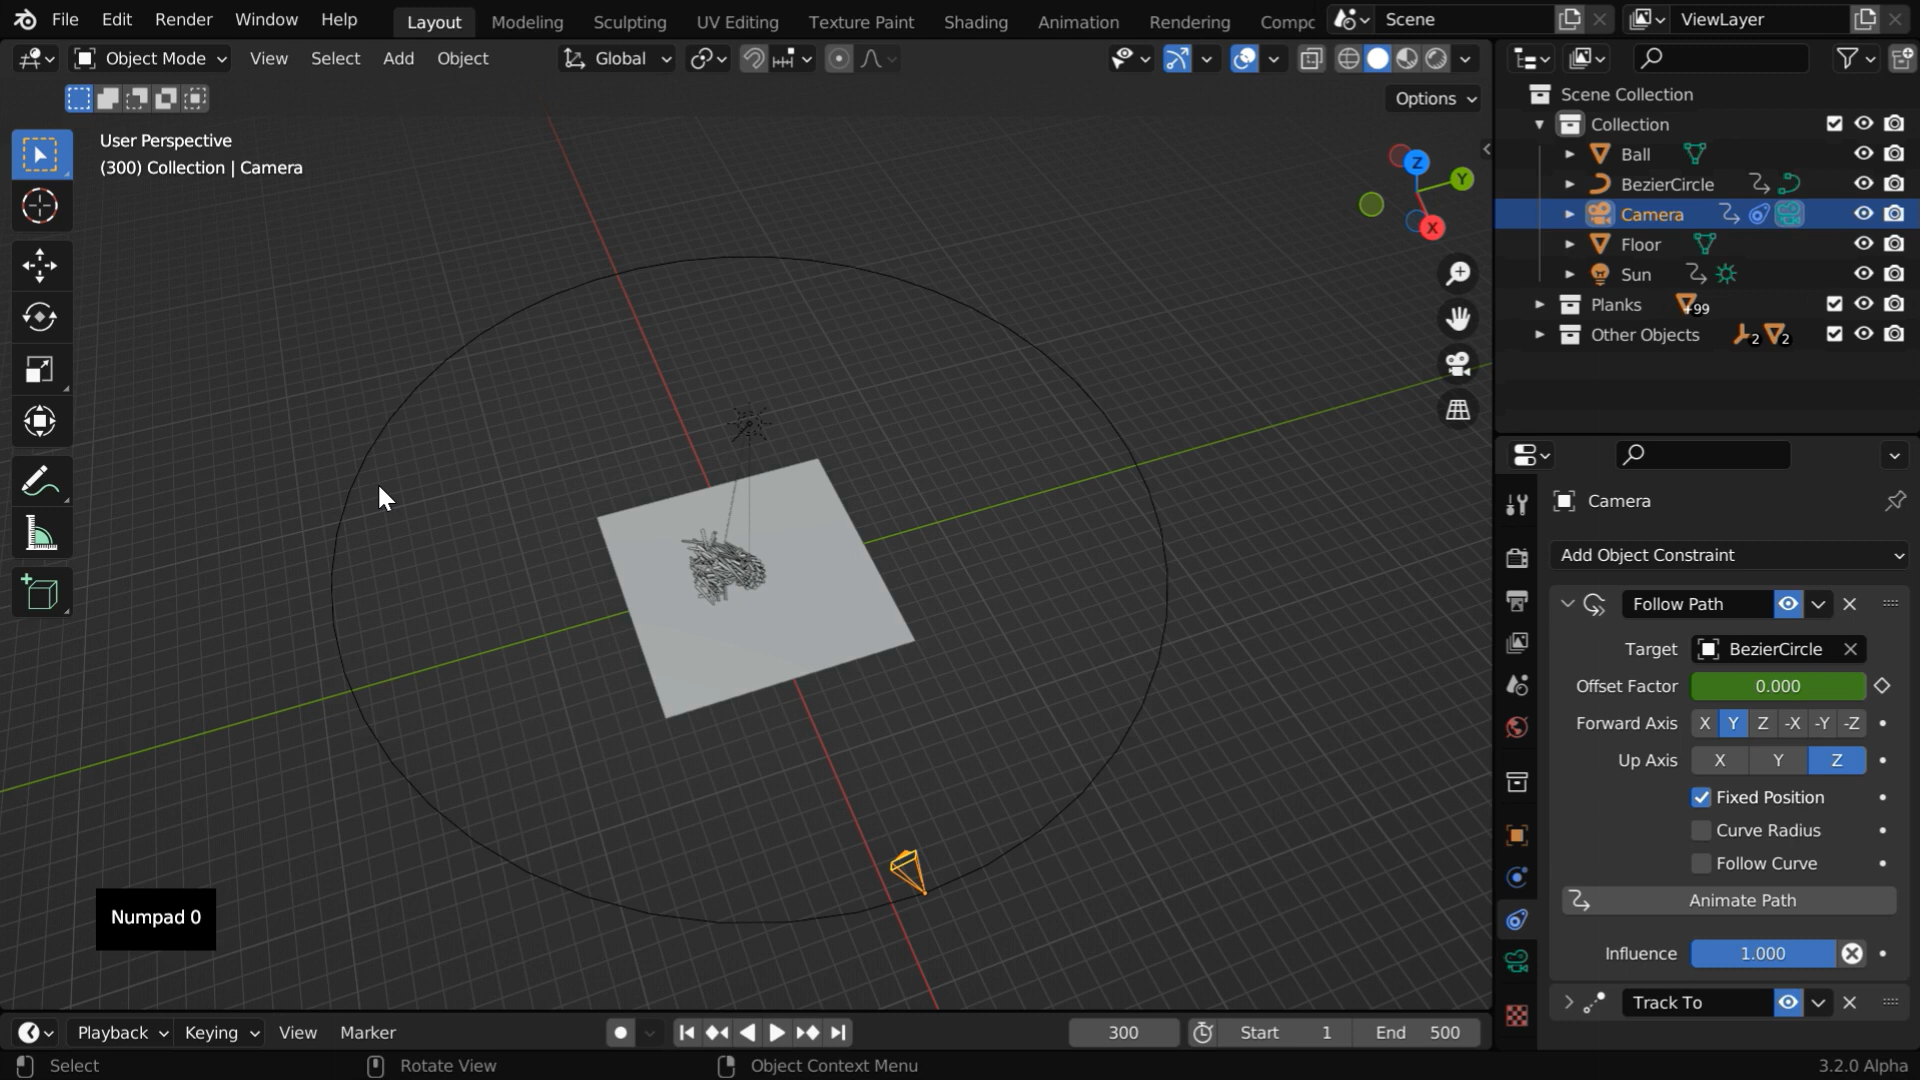 File Edit Render Window Help Layout Modeling Sculpting UV Editing Texture Paint Shading Animation Rendering Compc Scene ViewLayer
Object Mode View Select Add Object Global
Options
User Perspective
(300) Collection | Camera
Z
Y
X
Scene Collection
Collection
Ball
BezierCircle
Camera
Floor
Sun
Planks +99
Other Objects 2 2
Camera
Add Object Constraint
Follow Path
Target BezierCircle
Offset Factor 0.000
Forward Axis X Y Z -X -Y -Z
Up Axis X Y Z
Fixed Position
Curve Radius
Follow Curve
Animate Path
Influence 1.000
Track To
Numpad 0
Playback Keying View Marker 300 Start 1 End 500
Select Rotate View Object Context Menu 3.2.0 Alpha